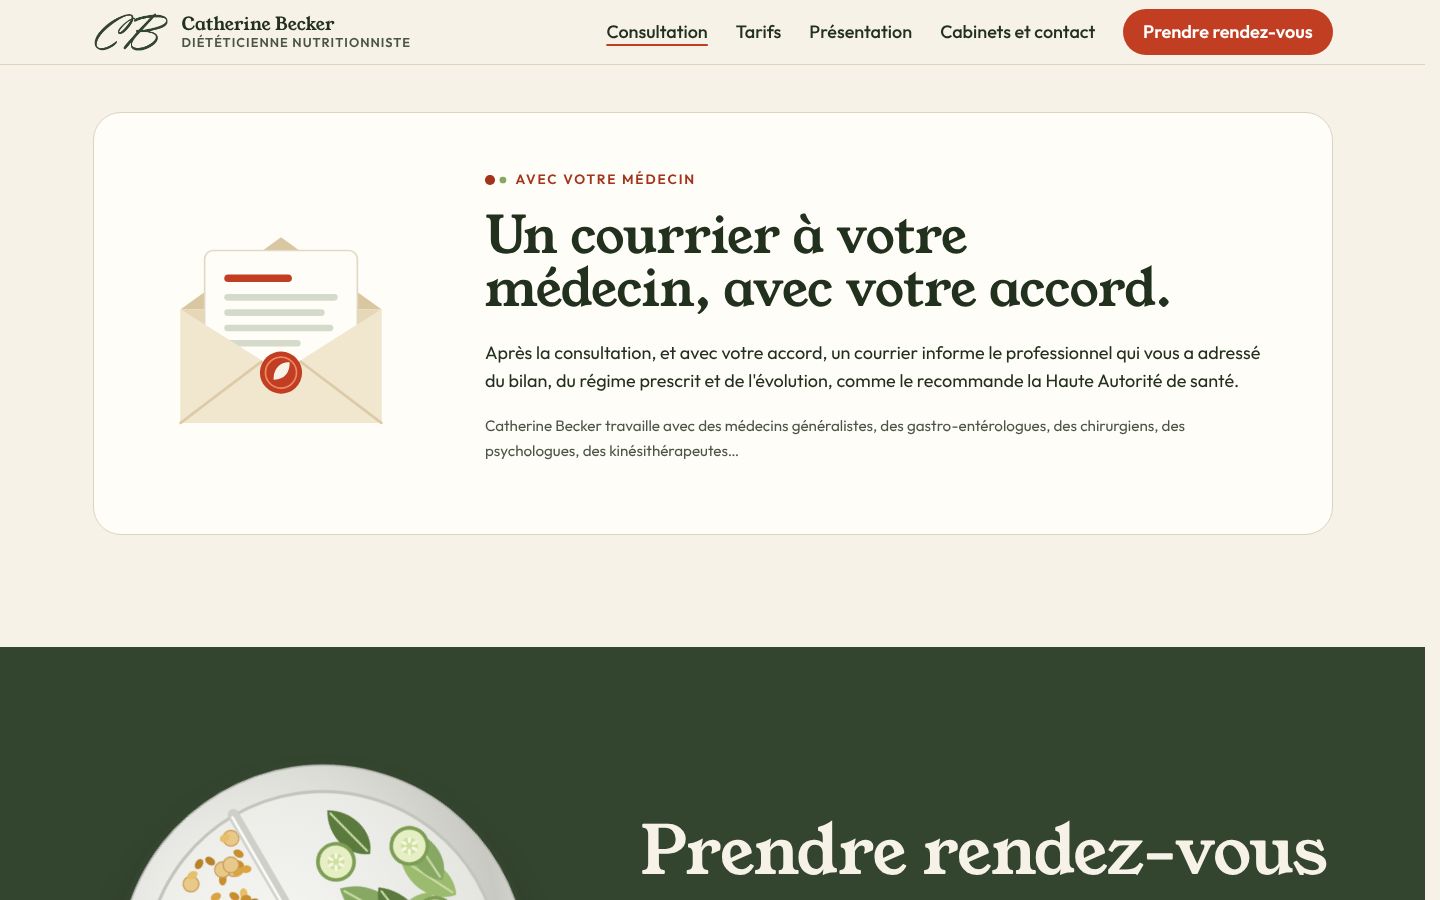 CB
Catherine Becker
DIÉTÉTICIENNE NUTRITIONNISTE
Consultation
Tarifs
Présentation
Cabinets et contact
Prendre rendez-vous
AVEC VOTRE MÉDECIN
Un courrier à votre
médecin, avec votre accord.
Après la consultation, et avec votre accord, un courrier informe le professionnel qui vous a adressé
du bilan, du régime prescrit et de l'évolution, comme le recommande la Haute Autorité de santé.
Catherine Becker travaille avec des médecins généralistes, des gastro-entérologues, des chirurgiens, des
psychologues, des kinésithérapeutes…
Prendre rendez-vous